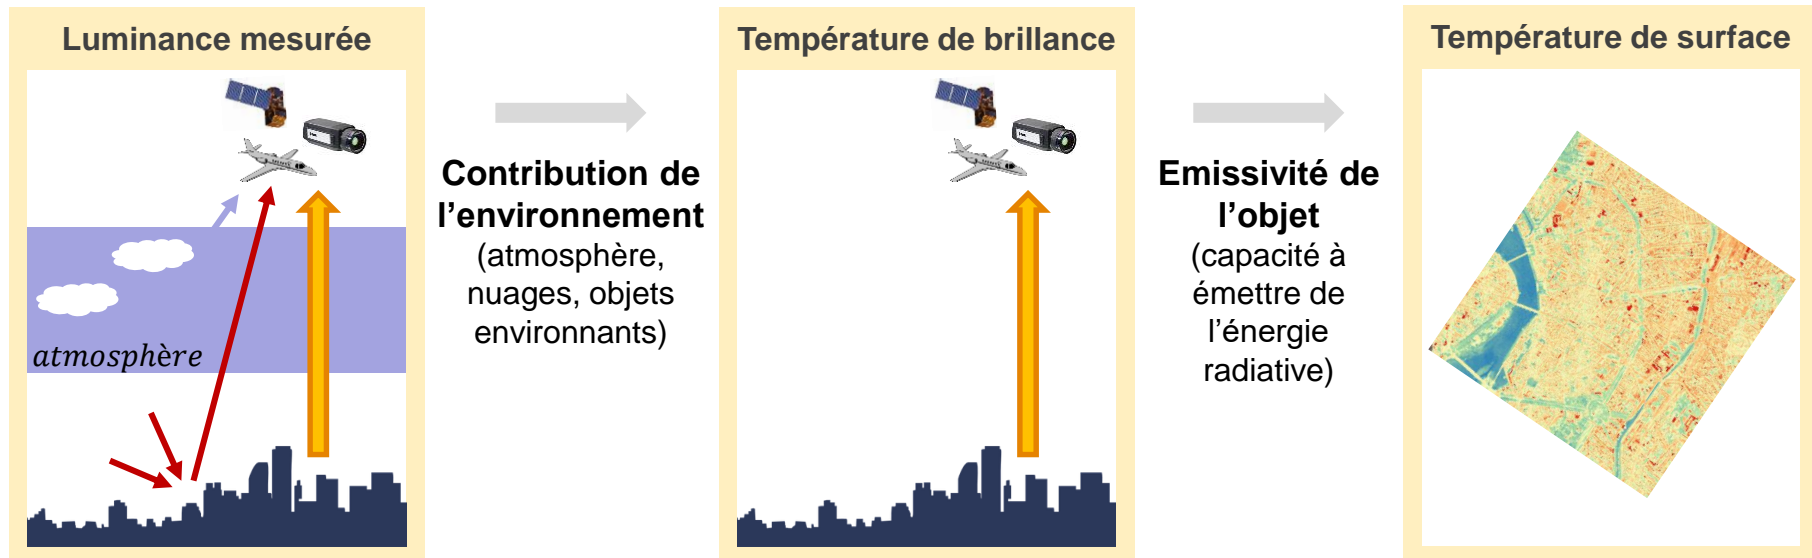 Luminance mesurée
atmosphère
Contribution de
l’environnement
(atmosphère,
nuages, objets
environnants)
Température de brillance
Emissivité de
l’objet
(capacité à
émettre de
l’énergie
radiative)
Température de surface